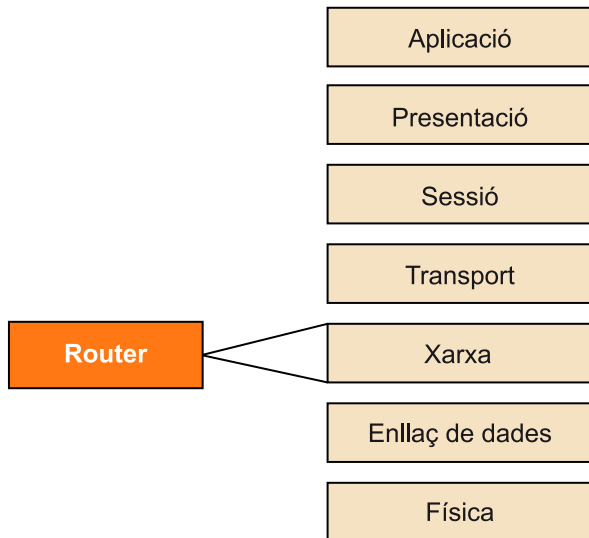 Aplicació
Presentació
Sessió
Transport
Router
Xarxa
Enllaç de dades
Física